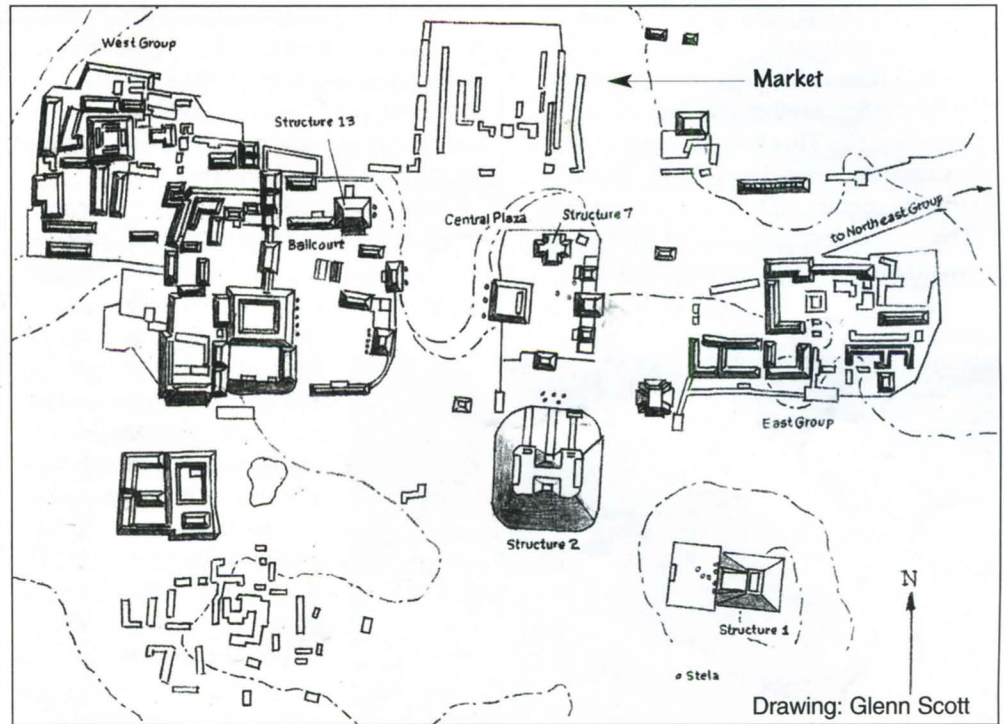 West Group
Market
Structure 13
Central Plaza
Structure 7
Ballcourt
to Northeast Group
East Group
Structure 2
N
Structure 1
Stela
Drawing: Glenn Scott